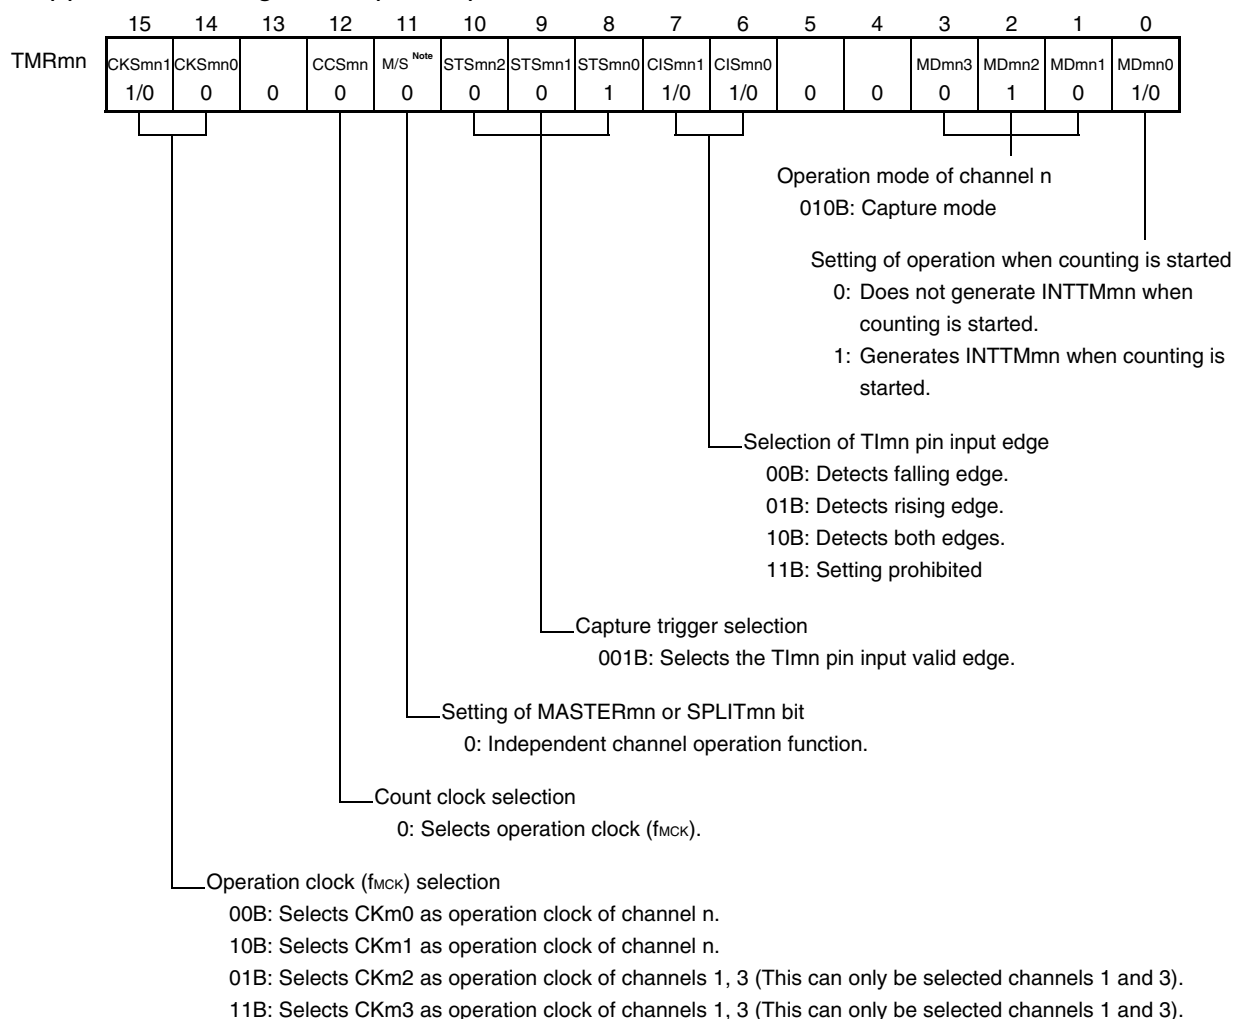 15 14 13 12 11 10 9 8 7 6 5 4 3 2 1 0
TMRmn CKSmn1 CKSmn0 CCSmn M/S Note STSmn2 STSmn1 STSmn0 CISmn1 CISmn0 MDmn3 MDmn2 MDmn1 MDmn0
1/0 0 0 0 0 0 0 1 1/0 1/0 0 0 0 1 0 1/0
Operation mode of channel n
010B: Capture mode
Setting of operation when counting is started
0: Does not generate INTTMmn when
counting is started.
1: Generates INTTMmn when counting is
started.
Selection of TImn pin input edge
00B: Detects falling edge.
01B: Detects rising edge.
10B: Detects both edges.
11B: Setting prohibited
Capture trigger selection
001B: Selects the TImn pin input valid edge.
Setting of MASTERmn or SPLITmn bit
0: Independent channel operation function.
Count clock selection
0: Selects operation clock (fMCK).
Operation clock (fMCK) selection
00B: Selects CKm0 as operation clock of channel n.
10B: Selects CKm1 as operation clock of channel n.
01B: Selects CKm2 as operation clock of channels 1, 3 (This can only be selected channels 1 and 3).
11B: Selects CKm3 as operation clock of channels 1, 3 (This can only be selected channels 1 and 3).